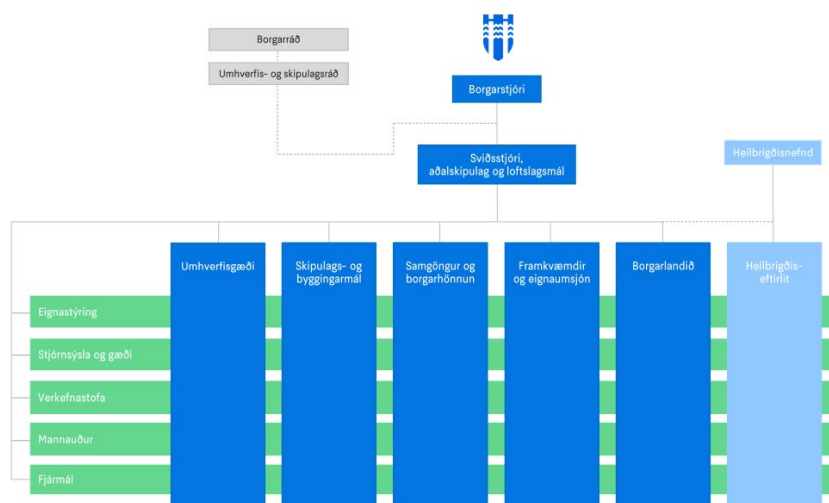 Borgarráð
Umhverfis- og skipulagsráð
Borgarstjóri
Sviðsstjóri,
aðalskipulag og loftslagsmál
Heilbrigðisnefnd
Umhverfisgæði
Skipulags- og
byggingarmál
Samgöngur og
borgarhönnun
Framkvæmdir
og eignaumsjón
Borgarlandið
Heilbrigðis-
eftirlit
Eignastýring
Stjórnsýsla og gæði
Verkefnastofa
Mannauður
Fjármál